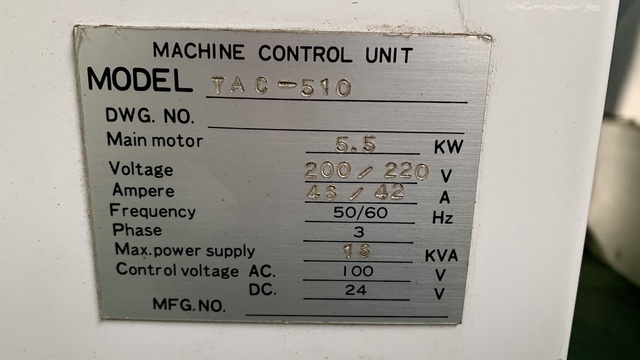 MACHINE CONTROL UNIT
MODEL TAC-510
DWG. NO.
Main motor 5.5 KW
Voltage 200/220 V
Ampere 46/42 A
Frequency 50/60 Hz
Phase 3
Max. power supply 16 KVA
Control voltage AC. 100 V
DC. 24 V
MFG. NO.